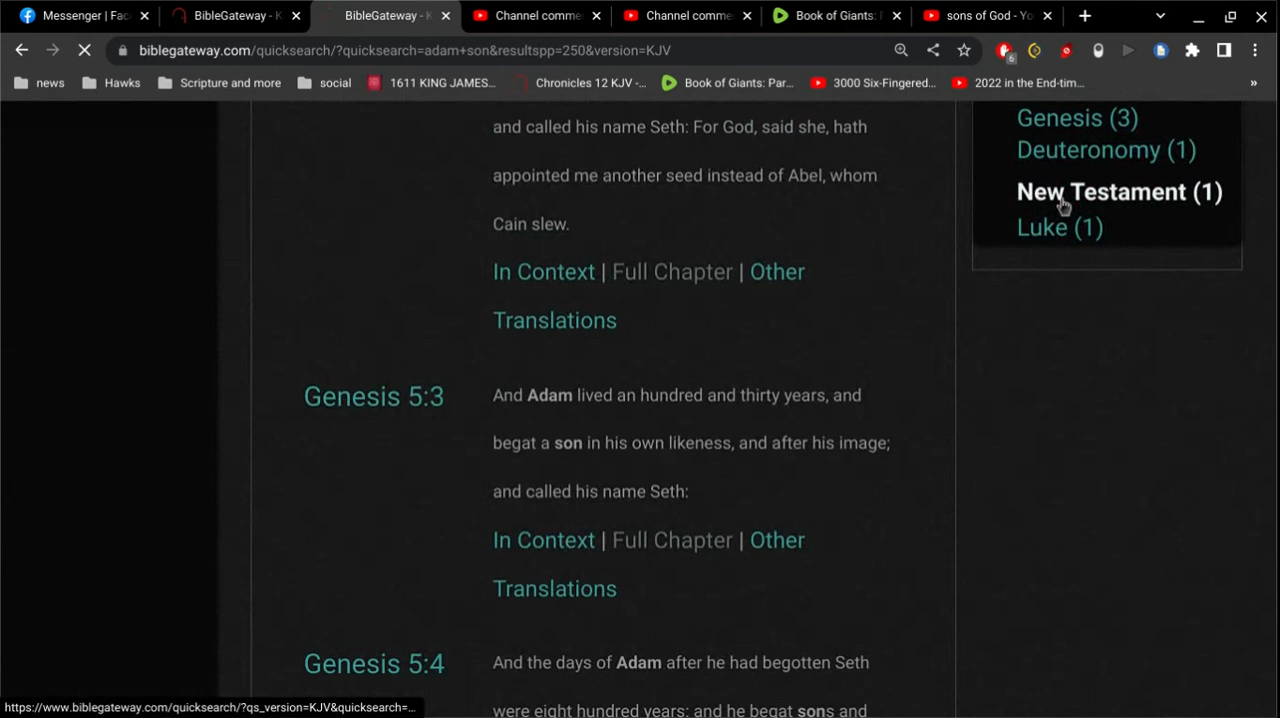 Messenger | Fac
BibleGateway - K
BibleGateway - K
Channel comme
Channel comme
Book of Giants: P
sons of God - Yo
biblegateway.com/quicksearch/?quicksearch=adam+son&resultspp=250&version=KJV
6
news
Hawks
Scripture and more
social
1611 KING JAMES...
Chronicles 12 KJV -...
Book of Giants: Par...
3000 Six-Fingered...
2022 in the End-tim...
»
and called his name Seth: For God, said she, hath
appointed me another seed instead of Abel, whom
Cain slew.
In Context | Full Chapter | Other
Translations
Genesis 5:3
And Adam lived an hundred and thirty years, and
begat a son in his own likeness, and after his image;
and called his name Seth:
In Context | Full Chapter | Other
Translations
Genesis 5:4
And the days of Adam after he had begotten Seth
were eight hundred years: and he begat sons and
Genesis (3)
Deuteronomy (1)
New Testament (1)
Luke (1)
https://www.biblegateway.com/quicksearch/?qs_version=KJV&quicksearch=...